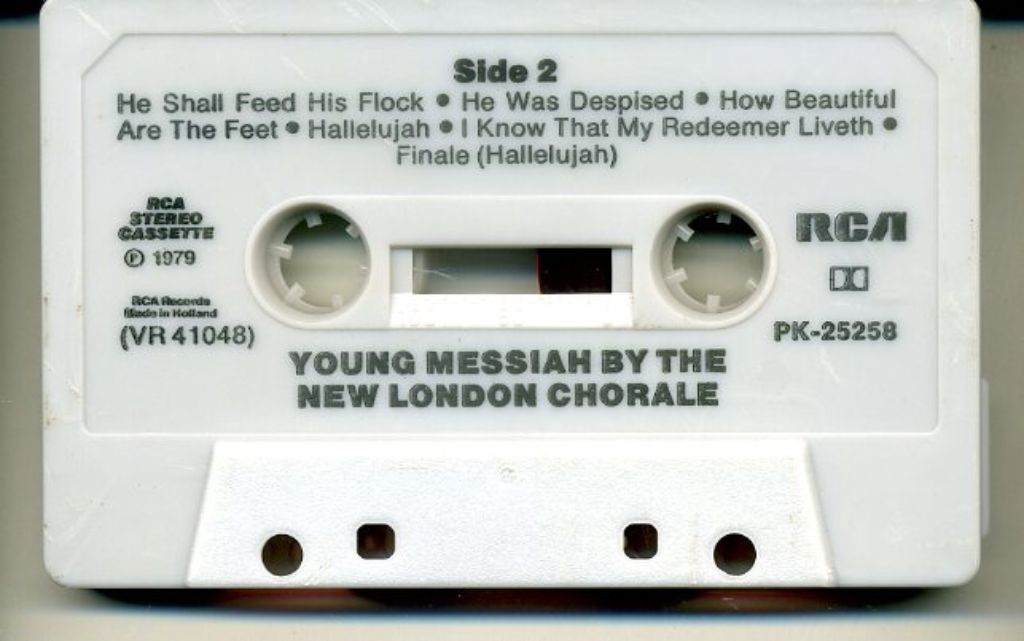 Side 2
He Shall Feed His Flock • He Was Despised • How Beautiful
Are The Feet • Hallelujah • I Know That My Redeemer Liveth •
Finale (Hallelujah)
RCA
STEREO
CASSETTE
℗ 1979
RCA Records
Made in Holland
(VR 41048)
RCA
PK-25258
YOUNG MESSIAH BY THE
NEW LONDON CHORALE